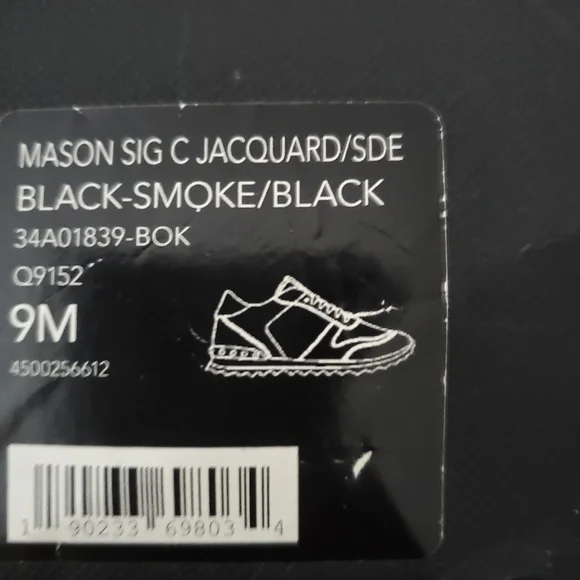 MASON SIG C JACQUARD/SDE
BLACK-SMOKE/BLACK
34A01839-BOK
Q9152
9M
4500256612
1 90233 69803 4